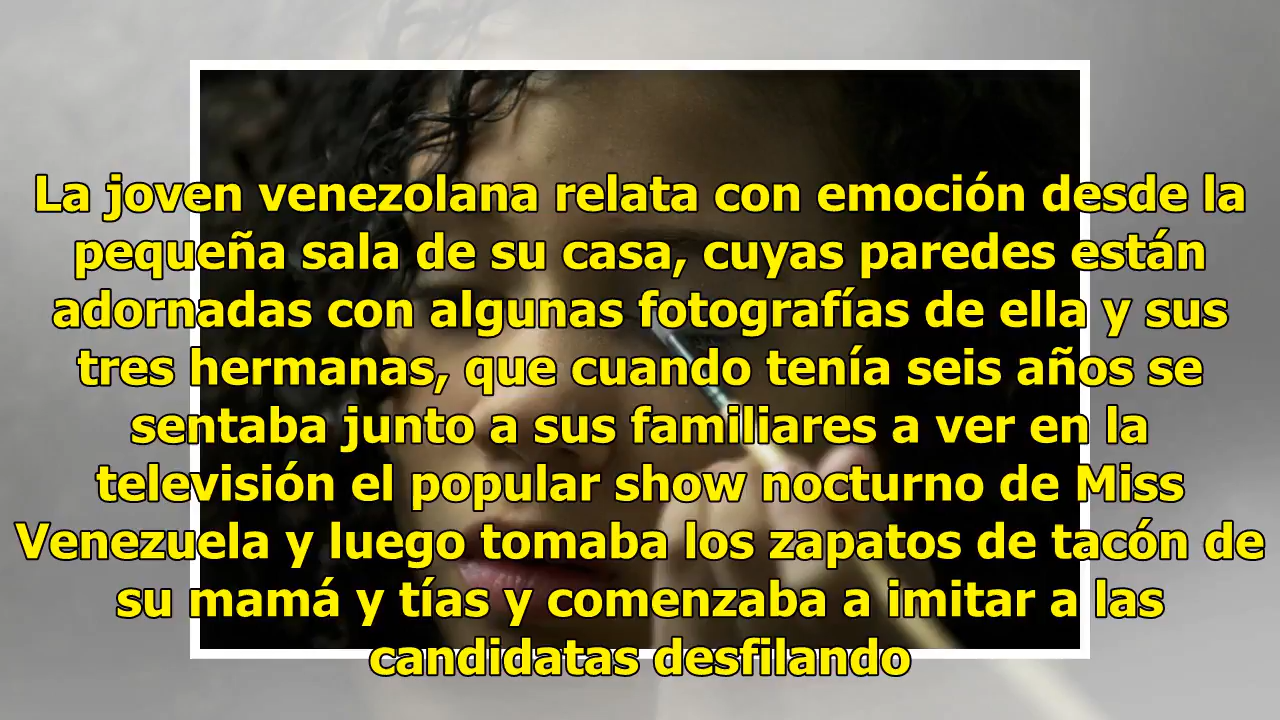 La joven venezolana relata con emoción desde la
pequeña sala de su casa, cuyas paredes están
adornadas con algunas fotografías de ella y sus
tres hermanas, que cuando tenía seis años se
sentaba junto a sus familiares a ver en la
televisión el popular show nocturno de Miss
Venezuela y luego tomaba los zapatos de tacón de
su mamá y tías y comenzaba a imitar a las
candidatas desfilando